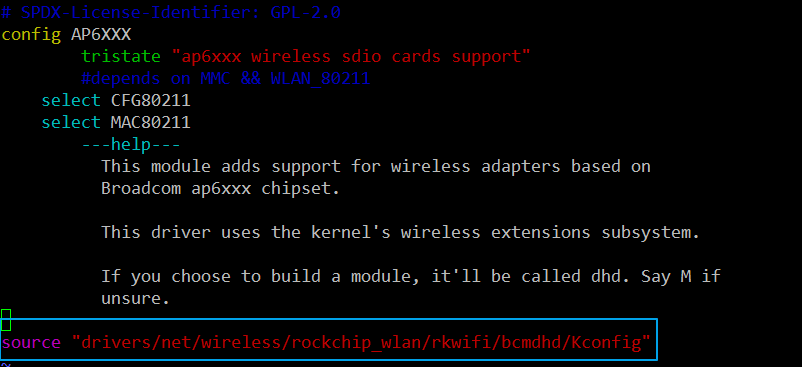 # SPDX-License-Identifier: GPL-2.0
config AP6XXX
tristate "ap6xxx wireless sdio cards support"
#depends on MMC && WLAN_80211
select CFG80211
select MAC80211
---help---
This module adds support for wireless adapters based on
Broadcom ap6xxx chipset.
This driver uses the kernel's wireless extensions subsystem.
If you choose to build a module, it'll be called dhd. Say M if
unsure.
source "drivers/net/wireless/rockchip_wlan/rkwifi/bcmdhd/Kconfig"
~